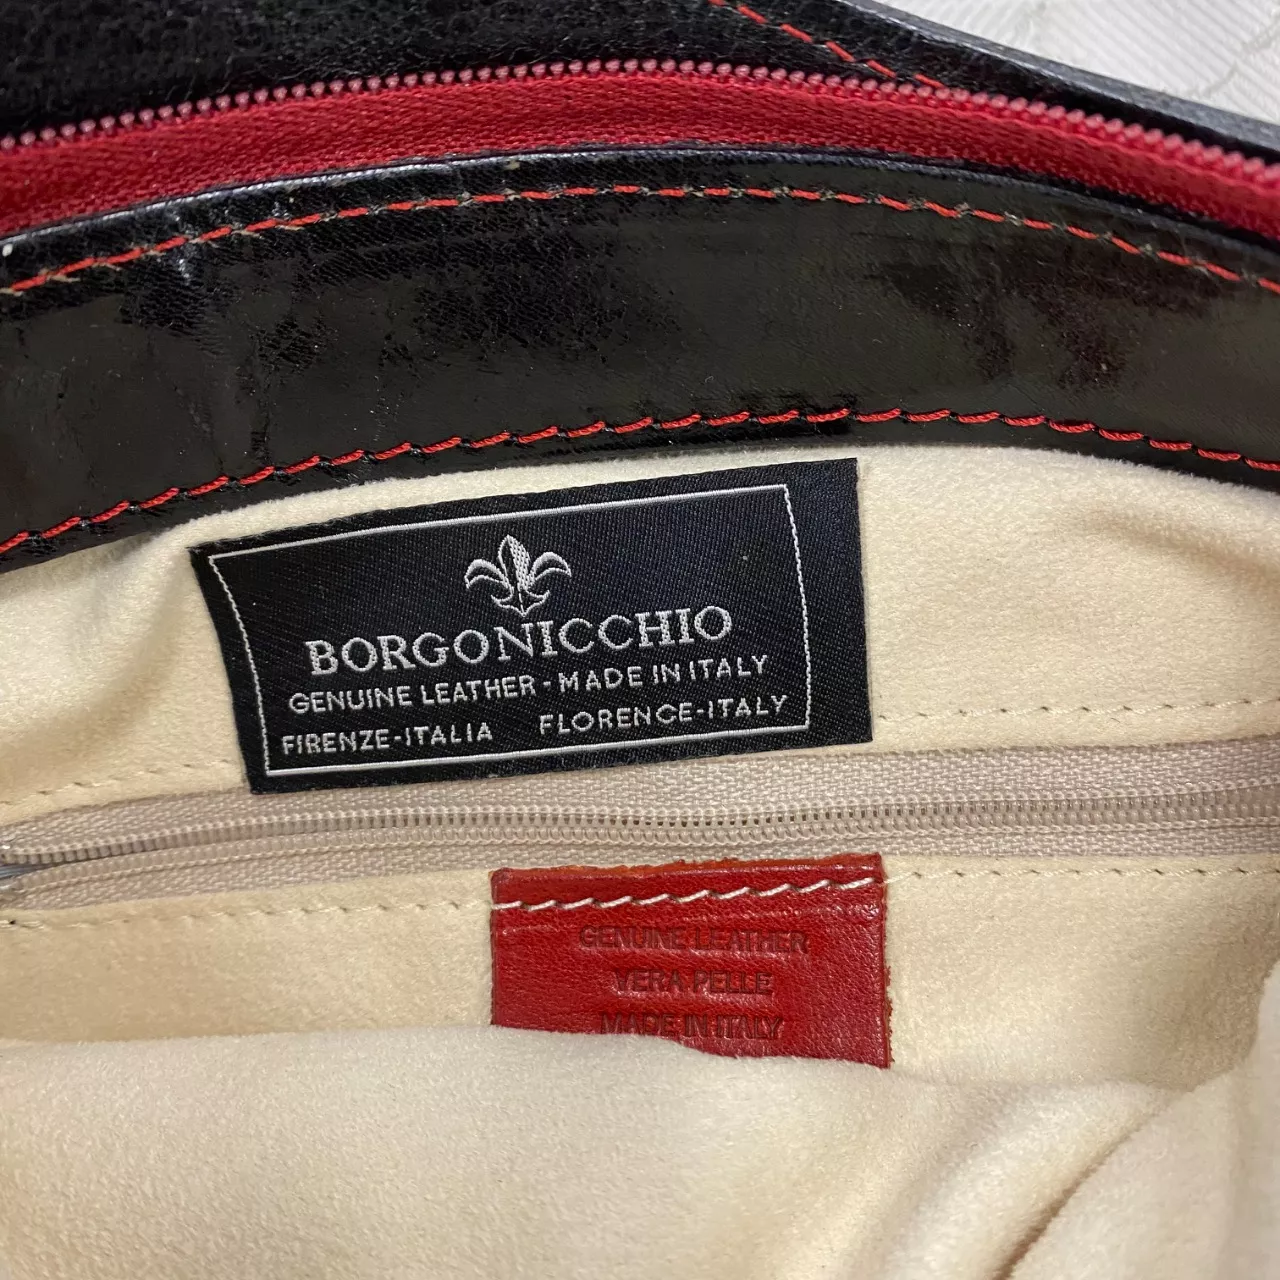 BORGONICCHIO
GENUINE LEATHER - MADE IN ITALY
FIRENZE-ITALIA FLORENCE-ITALY
GENUINE LEATHER
VERA PELLE
MADE IN ITALY